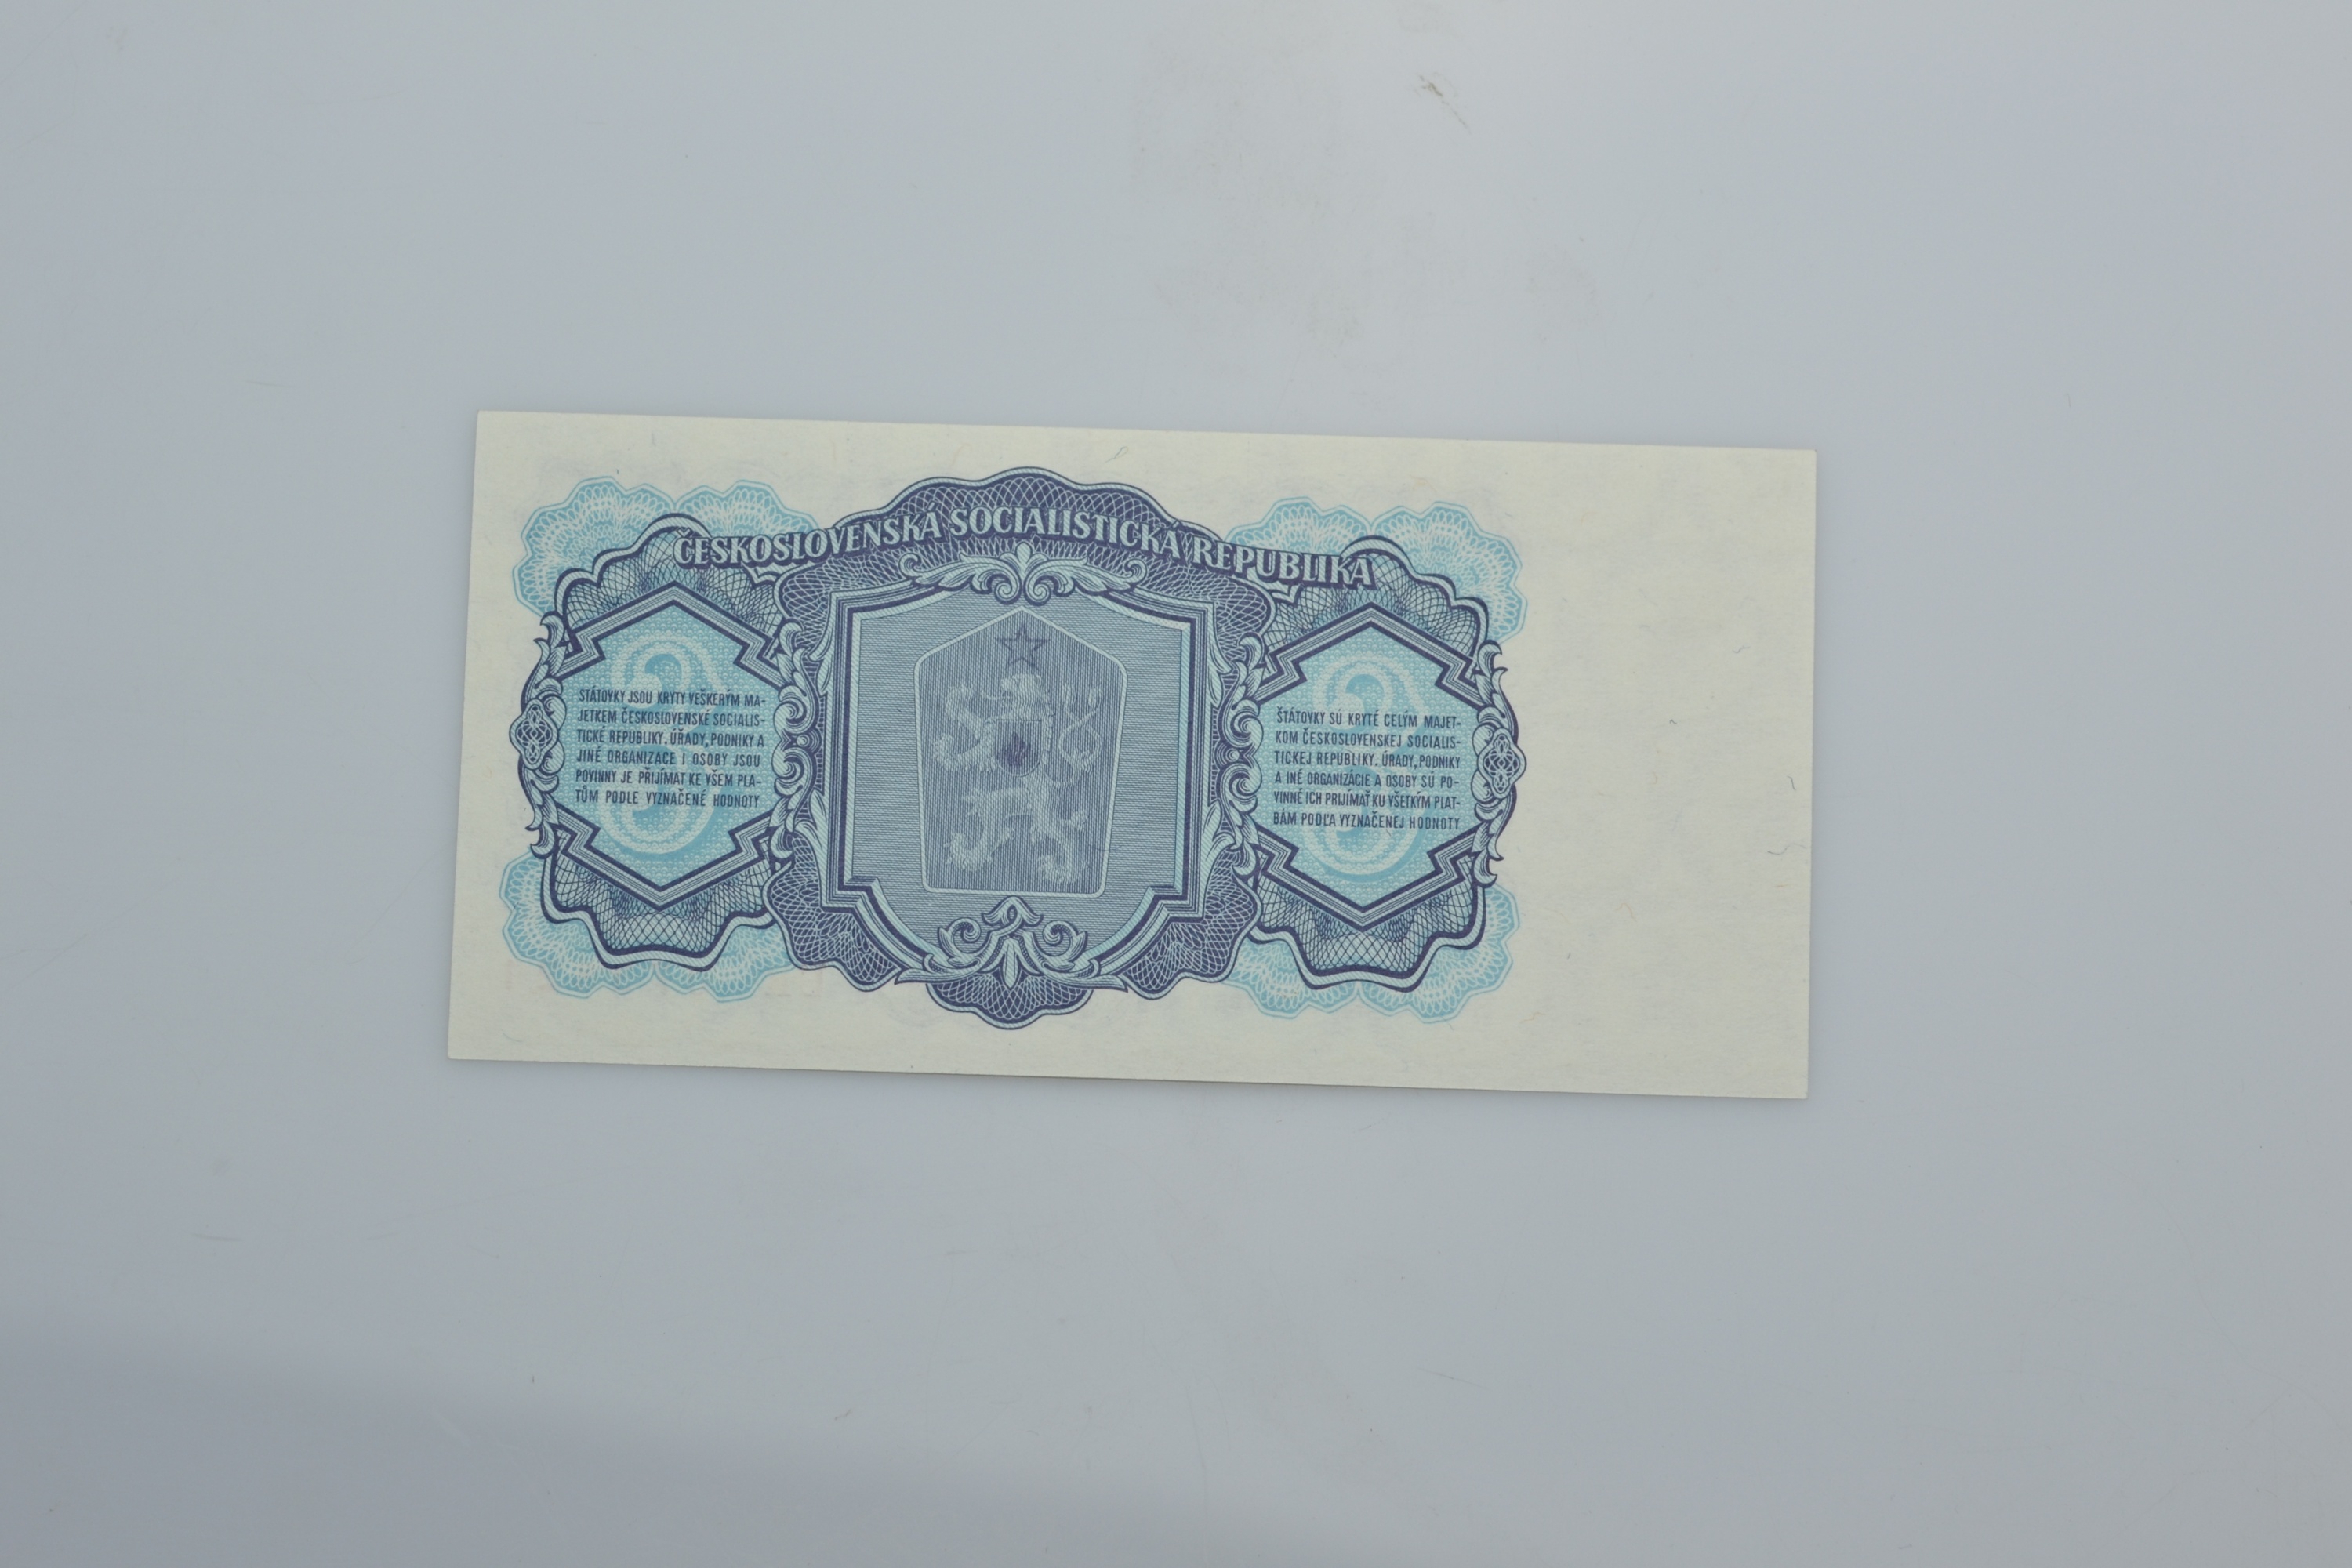 ČESKOSLOVENSKÁ SOCIALISTICKÁ REPUBLIKA
3
STÁTOVKY JSOU KRYTY VEŠKERÝM MA-
JETKEM ČESKOSLOVENSKÉ SOCIALIS-
TICKÉ REPUBLIKY. ÚŘADY, PODNIKY A
JINÉ ORGANIZACE I OSOBY JSOU
POVINNY JE PŘIJÍMAT KE VŠEM PLA-
TŮM PODLE VYZNAČENÉ HODNOTY
3
ŠTÁTOVKY SÚ KRYTÉ CELÝM MAJET-
KOM ČESKOSLOVENSKEJ SOCIALIS-
TICKEJ REPUBLIKY. ÚRADY, PODNIKY
A INÉ ORGANIZÁCIE A OSOBY SÚ PO-
VINNÉ ICH PRIJÍMAŤ KU VŠETKÝM PLAT-
BÁM PODĽA VYZNAČENEJ HODNOTY